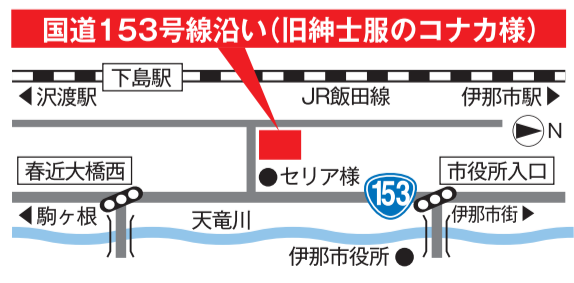 国道153号線沿い(旧紳士服のコナカ様)
下島駅
◀沢渡駅
JR飯田線
伊那市駅▶
N
春近大橋西
●セリア様
市役所入口
153
◀駒ヶ根
天竜川
伊那市街▶
伊那市役所●